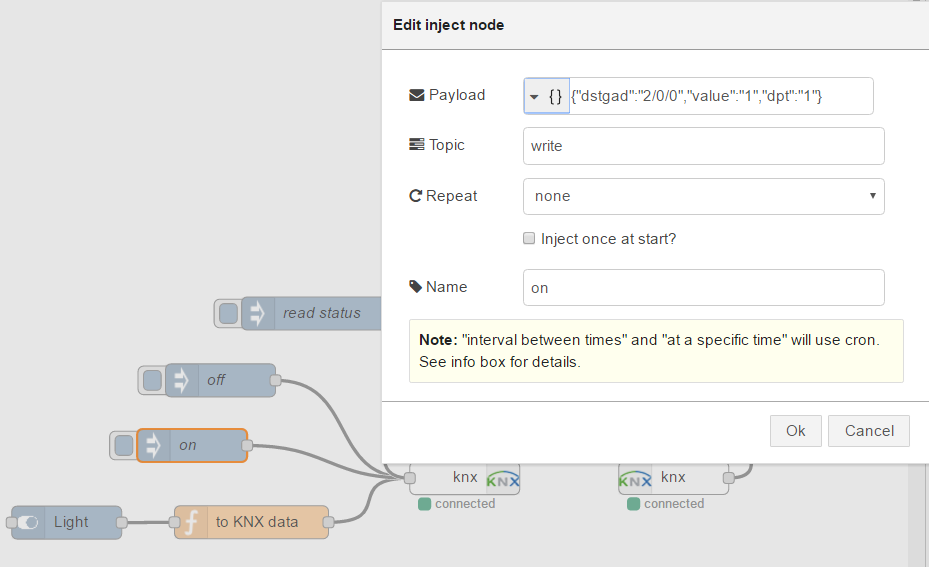 Edit inject node
Payload
{} {"dstgad":"2/0/0","value":"1","dpt":"1"}
Topic
write
Repeat
none
Inject once at start?
Name
on
Note: "interval between times" and "at a specific time" will use cron.
See info box for details.
Ok
Cancel
read status
off
on
knx
KNX
connected
KNX
knx
connected
Light
f
to KNX data